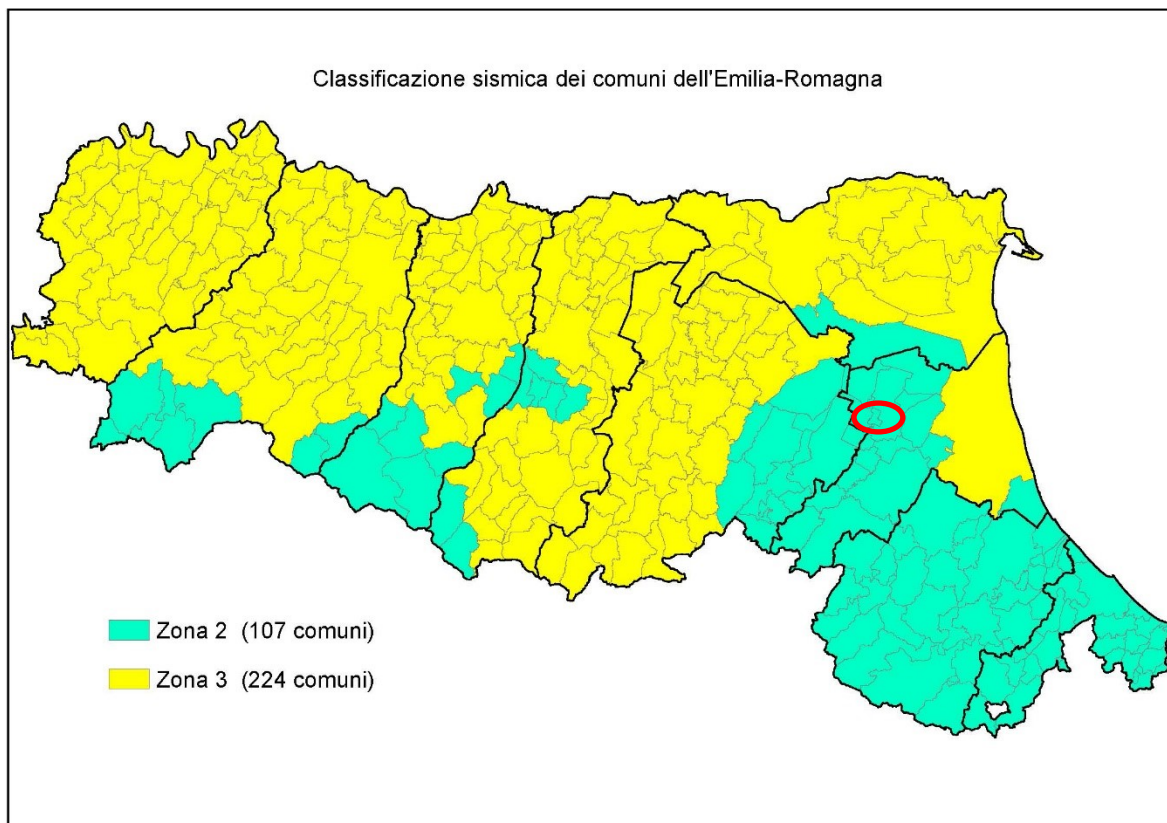 Classificazione sismica dei comuni dell'Emilia-Romagna
Zona 2 (107 comuni)
Zona 3 (224 comuni)